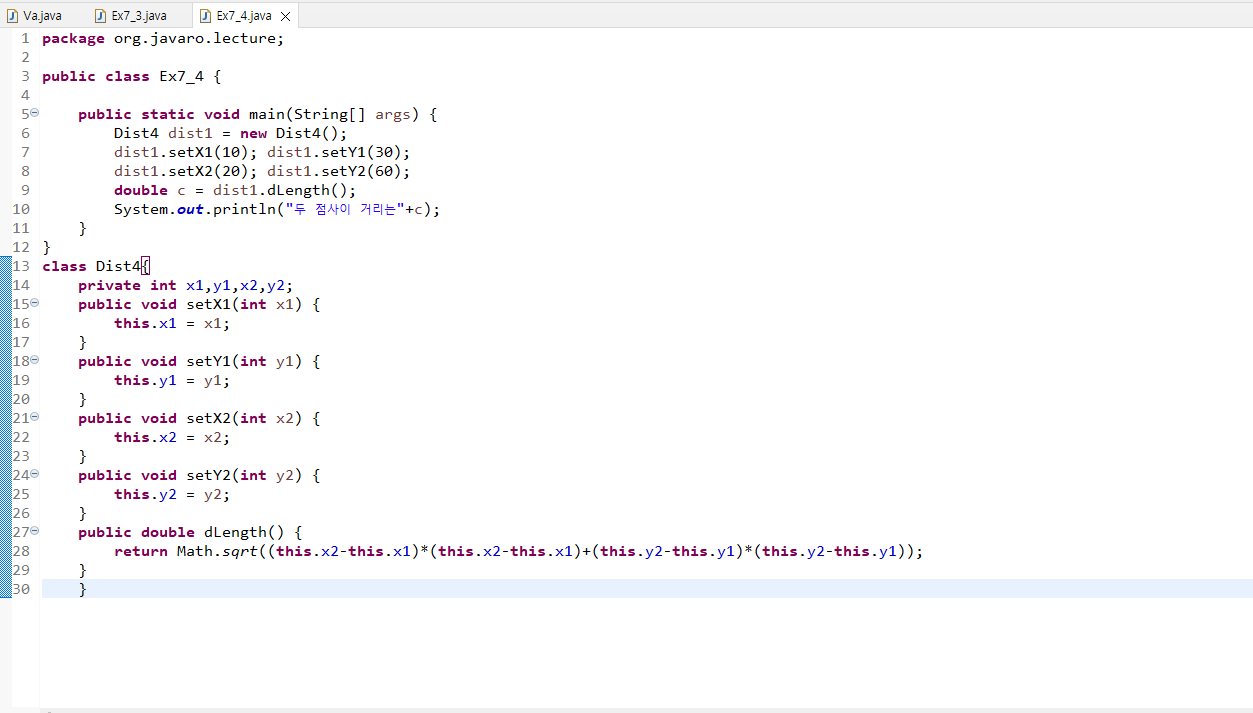 Va.java Ex7_3.java Ex7_4.java
1 package org.javaro.lecture;
2
3 public class Ex7_4 {
4
5     public static void main(String[] args) {
6         Dist4 dist1 = new Dist4();
7         dist1.setX1(10); dist1.setY1(30);
8         dist1.setX2(20); dist1.setY2(60);
9         double c = dist1.dLength();
10         System.out.println("두 점사이 거리는"+c);
11     }
12 }
13 class Dist4{
14     private int x1,y1,x2,y2;
15     public void setX1(int x1) {
16         this.x1 = x1;
17     }
18     public void setY1(int y1) {
19         this.y1 = y1;
20     }
21     public void setX2(int x2) {
22         this.x2 = x2;
23     }
24     public void setY2(int y2) {
25         this.y2 = y2;
26     }
27     public double dLength() {
28         return Math.sqrt((this.x2-this.x1)*(this.x2-this.x1)+(this.y2-this.y1)*(this.y2-this.y1));
29     }
30     }